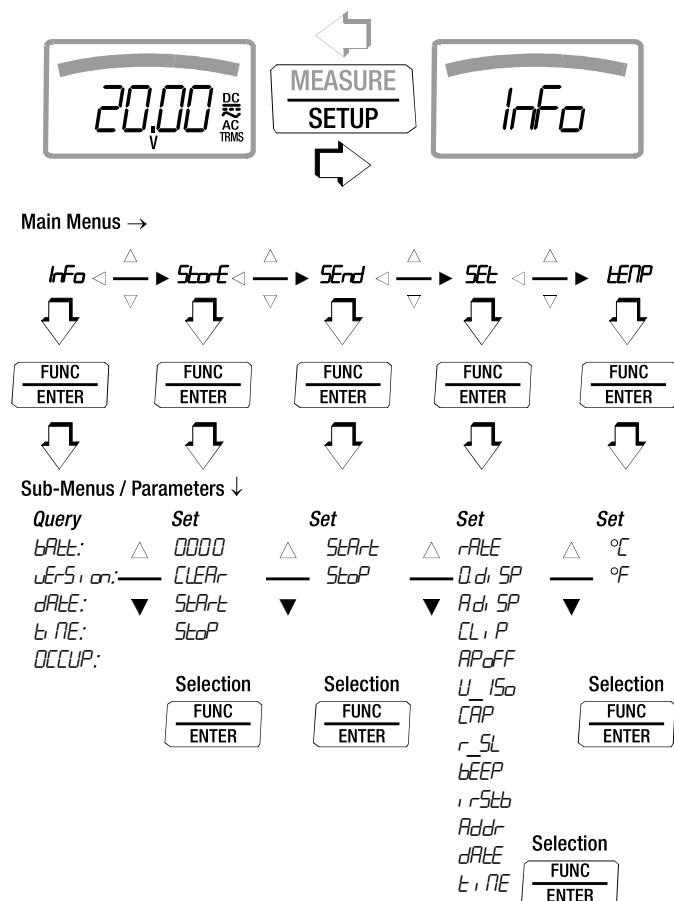 20.00 V DC AC TRMS
MEASURE
SETUP
InFo
Main Menus →
InFo StorE SEnd SEt tEMP
FUNC FUNC FUNC FUNC FUNC
ENTER ENTER ENTER ENTER ENTER
Sub-Menus / Parameters ↓
Query Set Set Set Set
bAtt: 0000 StArt rAtE °C
vErSion: CLEAr StoP 0.diSP °F
dAtE: StArt A.diSP
tiME: StoP CLiP
OCCUP: APoFF
U_ISo
CAP
r_SL
bEEP
irStb
Addr
dAtE
tiME
Selection Selection Selection
FUNC FUNC FUNC
ENTER ENTER ENTER
Selection
FUNC
ENTER